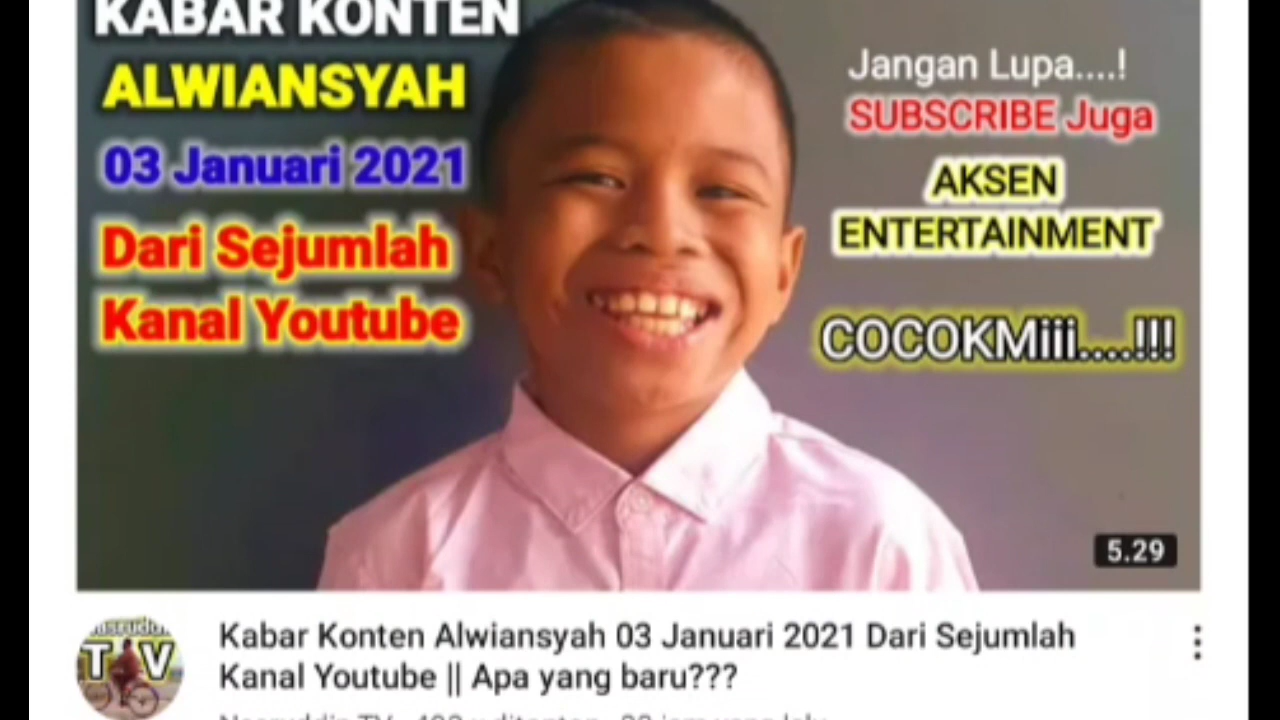 KABAR KONTEN
ALWIANSYAH
03 Januari 2021
Dari Sejumlah
Kanal Youtube
Jangan Lupa....!
SUBSCRIBE Juga
AKSEN
ENTERTAINMENT
COCOKMiii....!!!
5.29
TV
Kabar Konten Alwiansyah 03 Januari 2021 Dari Sejumlah
Kanal Youtube || Apa yang baru???